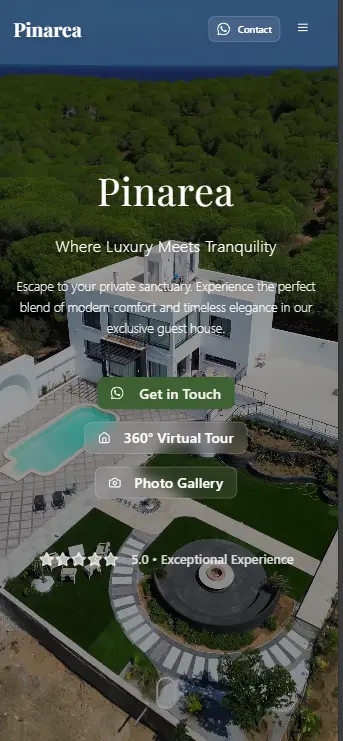 Pinarea
Contact
Pinarea
Where Luxury Meets Tranquility
Escape to your private sanctuary. Experience the perfect
blend of modern comfort and timeless elegance in our
exclusive guest house.
Get in Touch
360° Virtual Tour
Photo Gallery
5.0 • Exceptional Experience